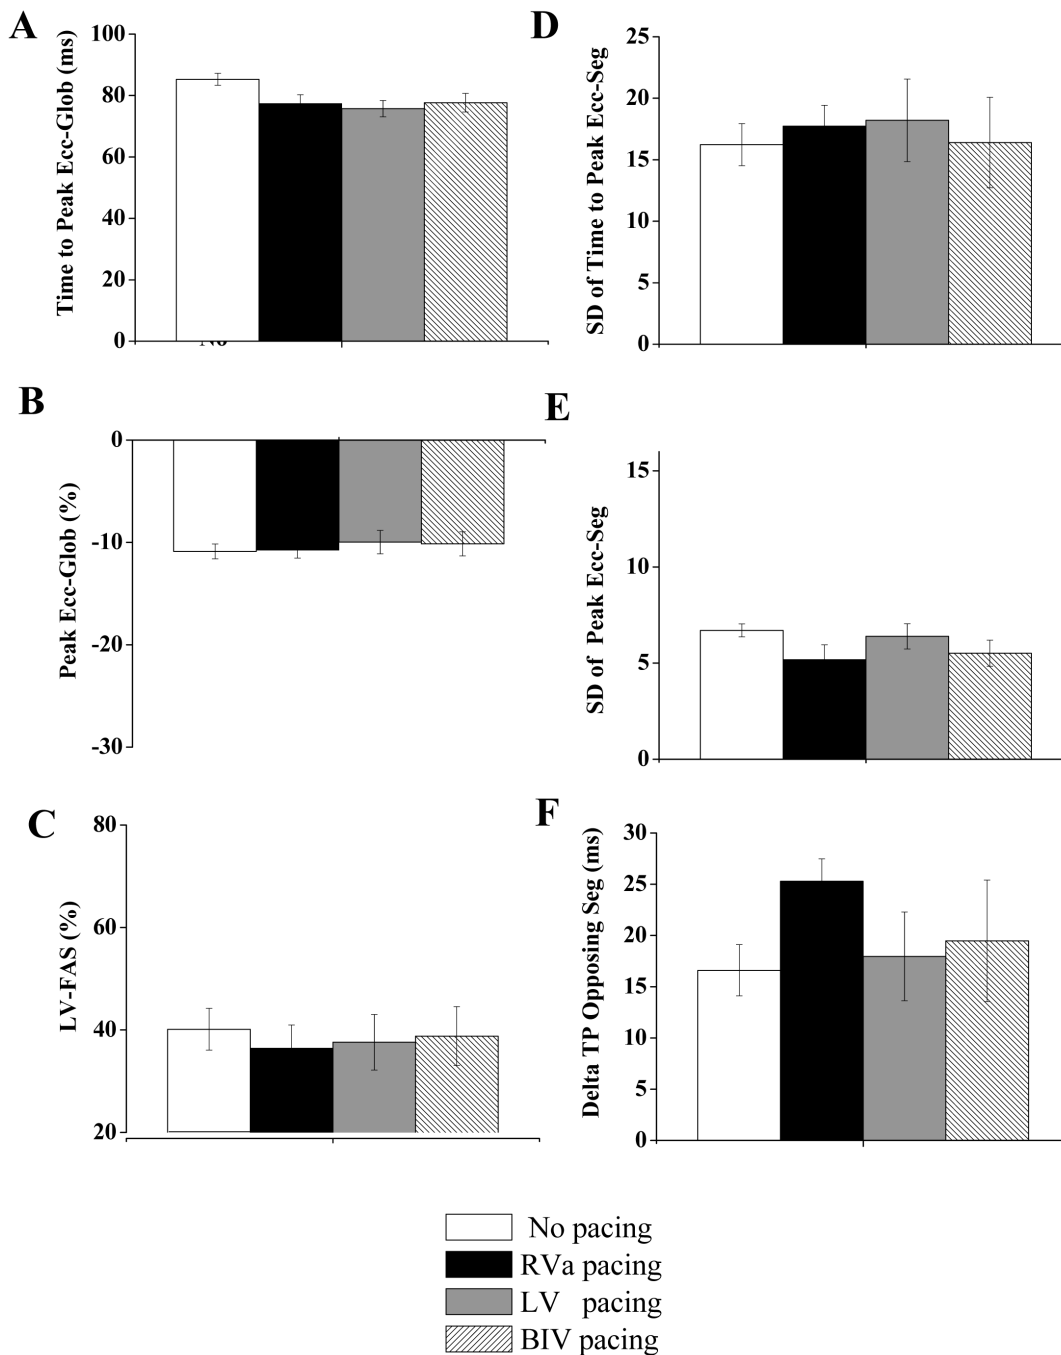 A
Time to Peak Ecc-Glob (ms)
100
80
60
40
20
0
No
D
SD of Time to Peak Ecc-Seg
25
20
15
10
5
0
B
Peak Ecc-Glob (%)
0
-10
-20
-30
E
SD of Peak Ecc-Seg
15
10
5
0
C
LV-FAS (%)
80
60
40
20
F
Delta TP Opposing Seg (ms)
30
25
20
15
10
5
0
No pacing
RVa pacing
LV pacing
BIV pacing